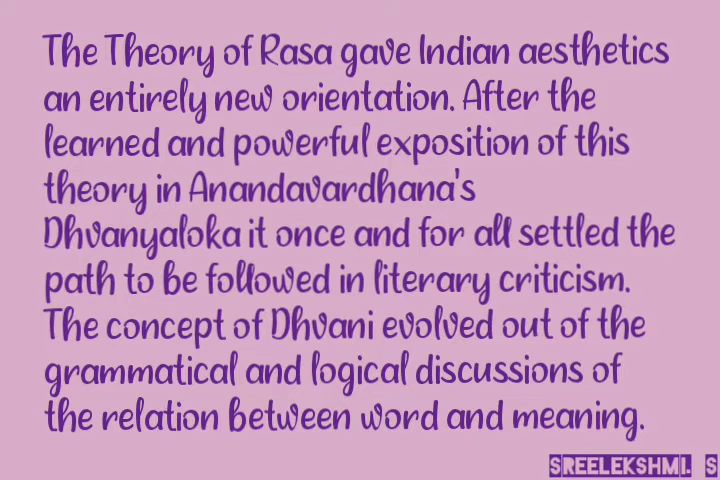 The Theory of Rasa gave Indian aesthetics
an entirely new orientation. After the
learned and powerful exposition of this
theory in Anandavardhana's
Dhvanyaloka it once and for all settled the
path to be followed in literary criticism.
The concept of Dhvani evolved out of the
grammatical and logical discussions of
the relation between word and meaning.
SREELEKSHMI. S